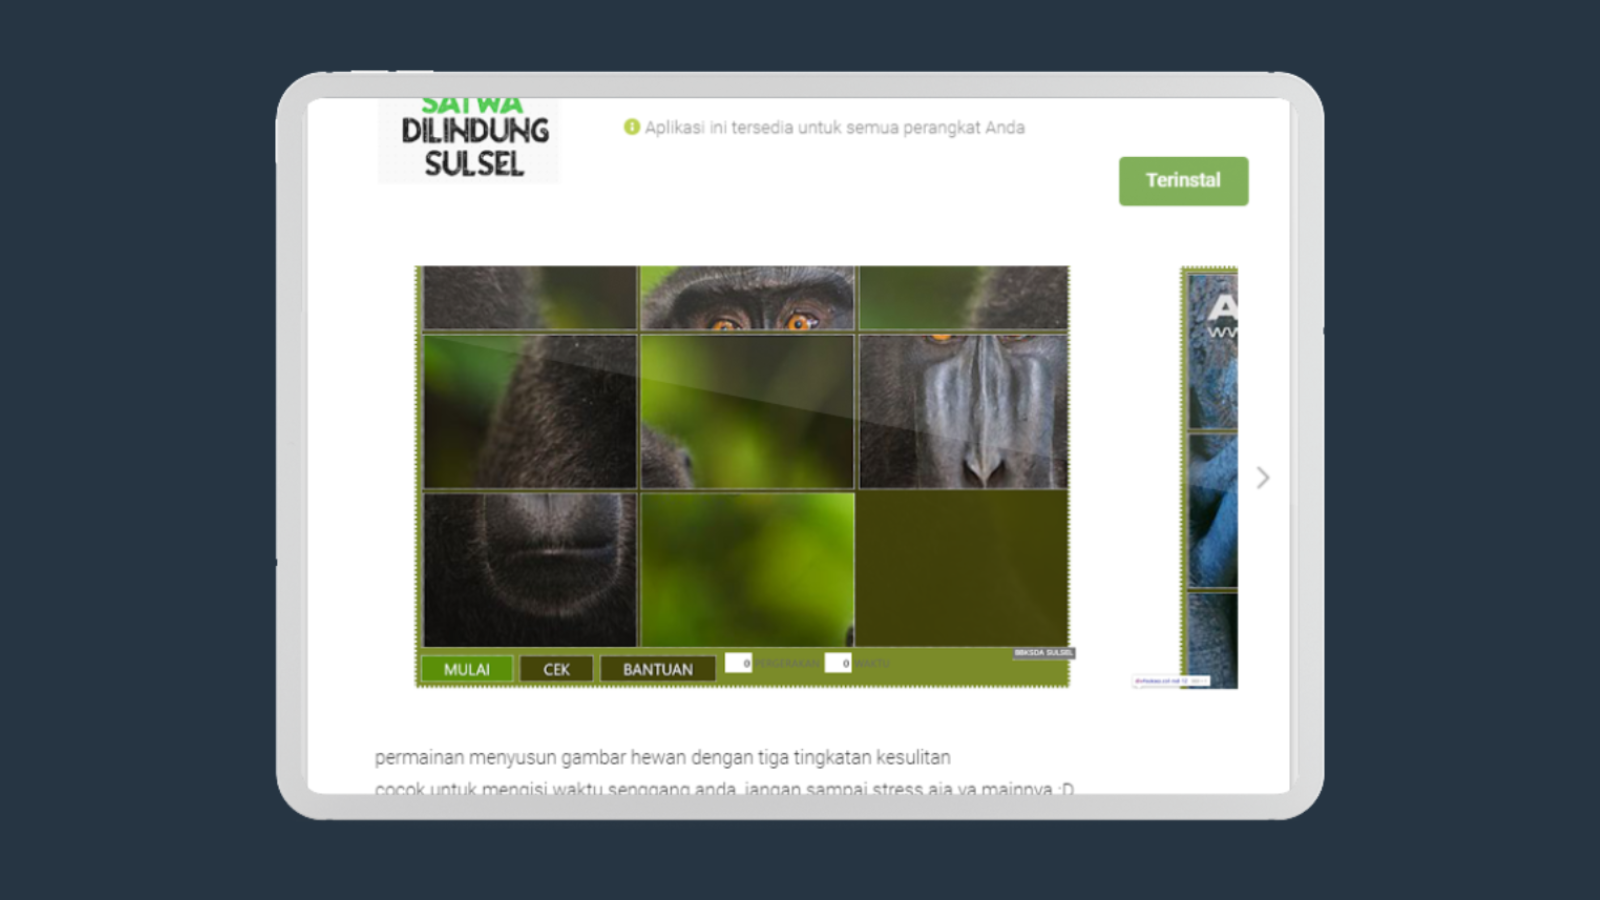 SATWA
DILINDUNG
SULSEL
Aplikasi ini tersedia untuk semua perangkat Anda
Terinstal
A
BBKSDA SULSEL
MULAI
CEK
BANTUAN
0 PERGERAKAN
0 WAKTU
permainan menyusun gambar hewan dengan tiga tingkatan kesulitan
cocok untuk mengisi waktu senggang anda, jangan sampai stress aja ya mainnya :D